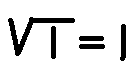 √1 = 1